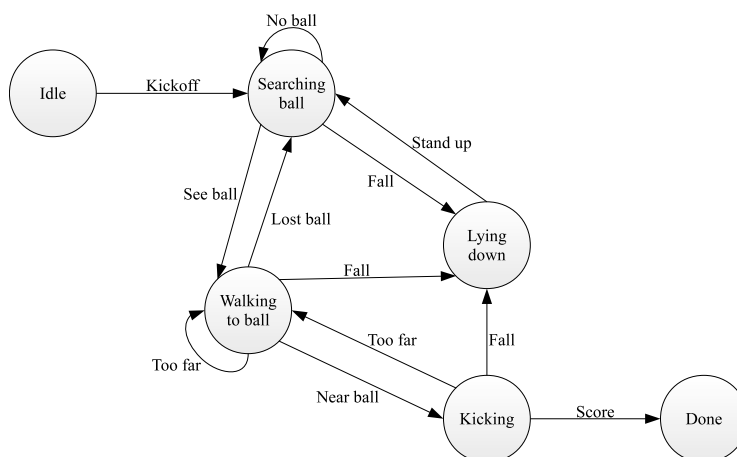 No ball
Idle
Kickoff
Searching
ball
Stand up
Fall
See ball
Lost ball
Lying
down
Fall
Walking
to ball
Too far
Too far
Fall
Near ball
Kicking
Score
Done